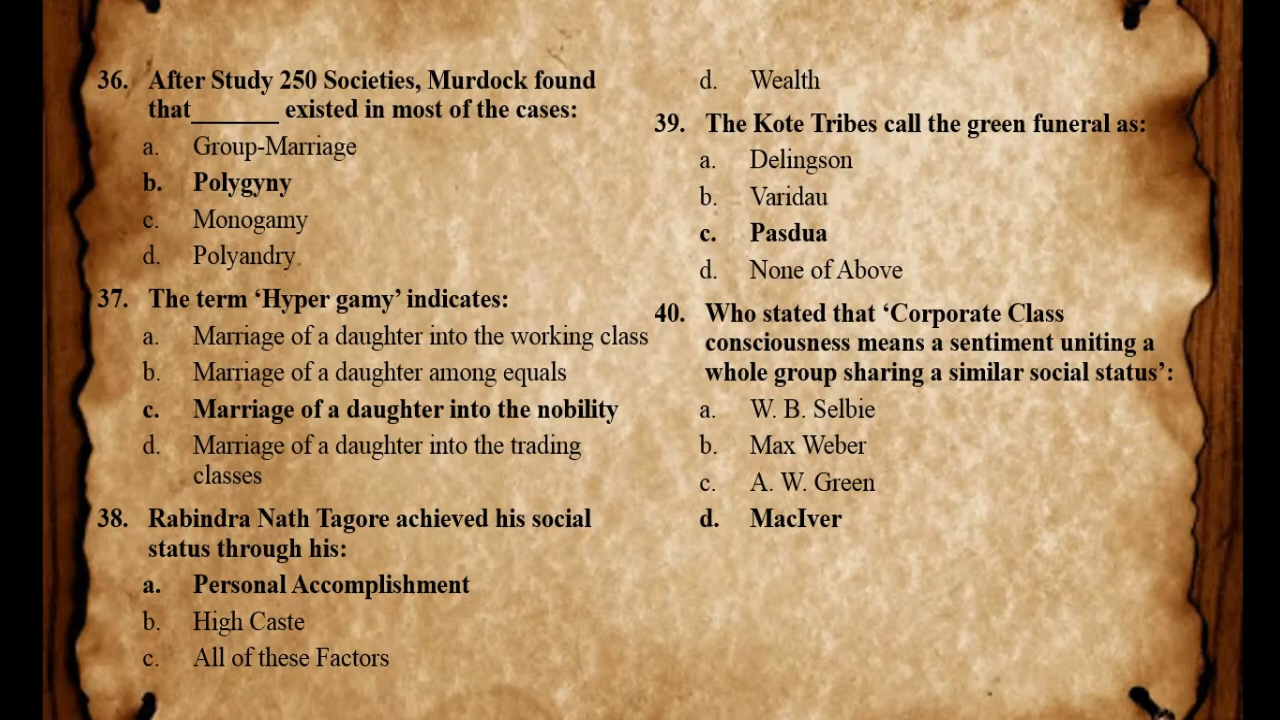 36. After Study 250 Societies, Murdock found
that_______ existed in most of the cases:
a. Group-Marriage
b. Polygyny
c. Monogamy
d. Polyandry
37. The term ‘Hyper gamy’ indicates:
a. Marriage of a daughter into the working class
b. Marriage of a daughter among equals
c. Marriage of a daughter into the nobility
d. Marriage of a daughter into the trading
classes
38. Rabindra Nath Tagore achieved his social
status through his:
a. Personal Accomplishment
b. High Caste
c. All of these Factors
d. Wealth
39. The Kote Tribes call the green funeral as:
a. Delingson
b. Varidau
c. Pasdua
d. None of Above
40. Who stated that ‘Corporate Class
consciousness means a sentiment uniting a
whole group sharing a similar social status’:
a. W. B. Selbie
b. Max Weber
c. A. W. Green
d. MacIver